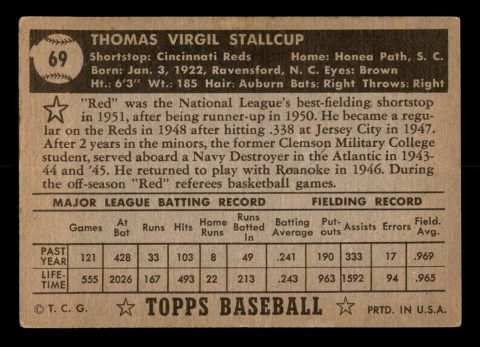 69
THOMAS VIRGIL STALLCUP
Shortstop: Cincinnati Reds Home: Honea Path, S. C.
Born: Jan. 3, 1922, Ravensford, N. C. Eyes: Brown
Ht.: 6'3" Wt.: 185 Hair: Auburn Bats: Right Throws: Right
"Red" was the National League's best-fielding shortstop
in 1951, after being runner-up in 1950. He became a regu-
lar on the Reds in 1948 after hitting .338 at Jersey City in 1947.
After 2 years in the minors, the former Clemson Military College
student, served aboard a Navy Destroyer in the Atlantic in 1943-
44 and '45. He returned to play with Roanoke in 1946. During
the off-season "Red" referees basketball games.
MAJOR LEAGUE BATTING RECORD FIELDING RECORD
Games At Bat Runs Hits Home Runs Runs Batted In Batting Average Put-outs Assists Errors Field. Avg.
PAST YEAR 121 428 33 103 8 49 .241 190 333 17 .969
LIFE-TIME 555 2026 167 493 22 213 .243 963 1592 94 .965
© T. C. G. TOPPS BASEBALL PRTD. IN U.S.A.